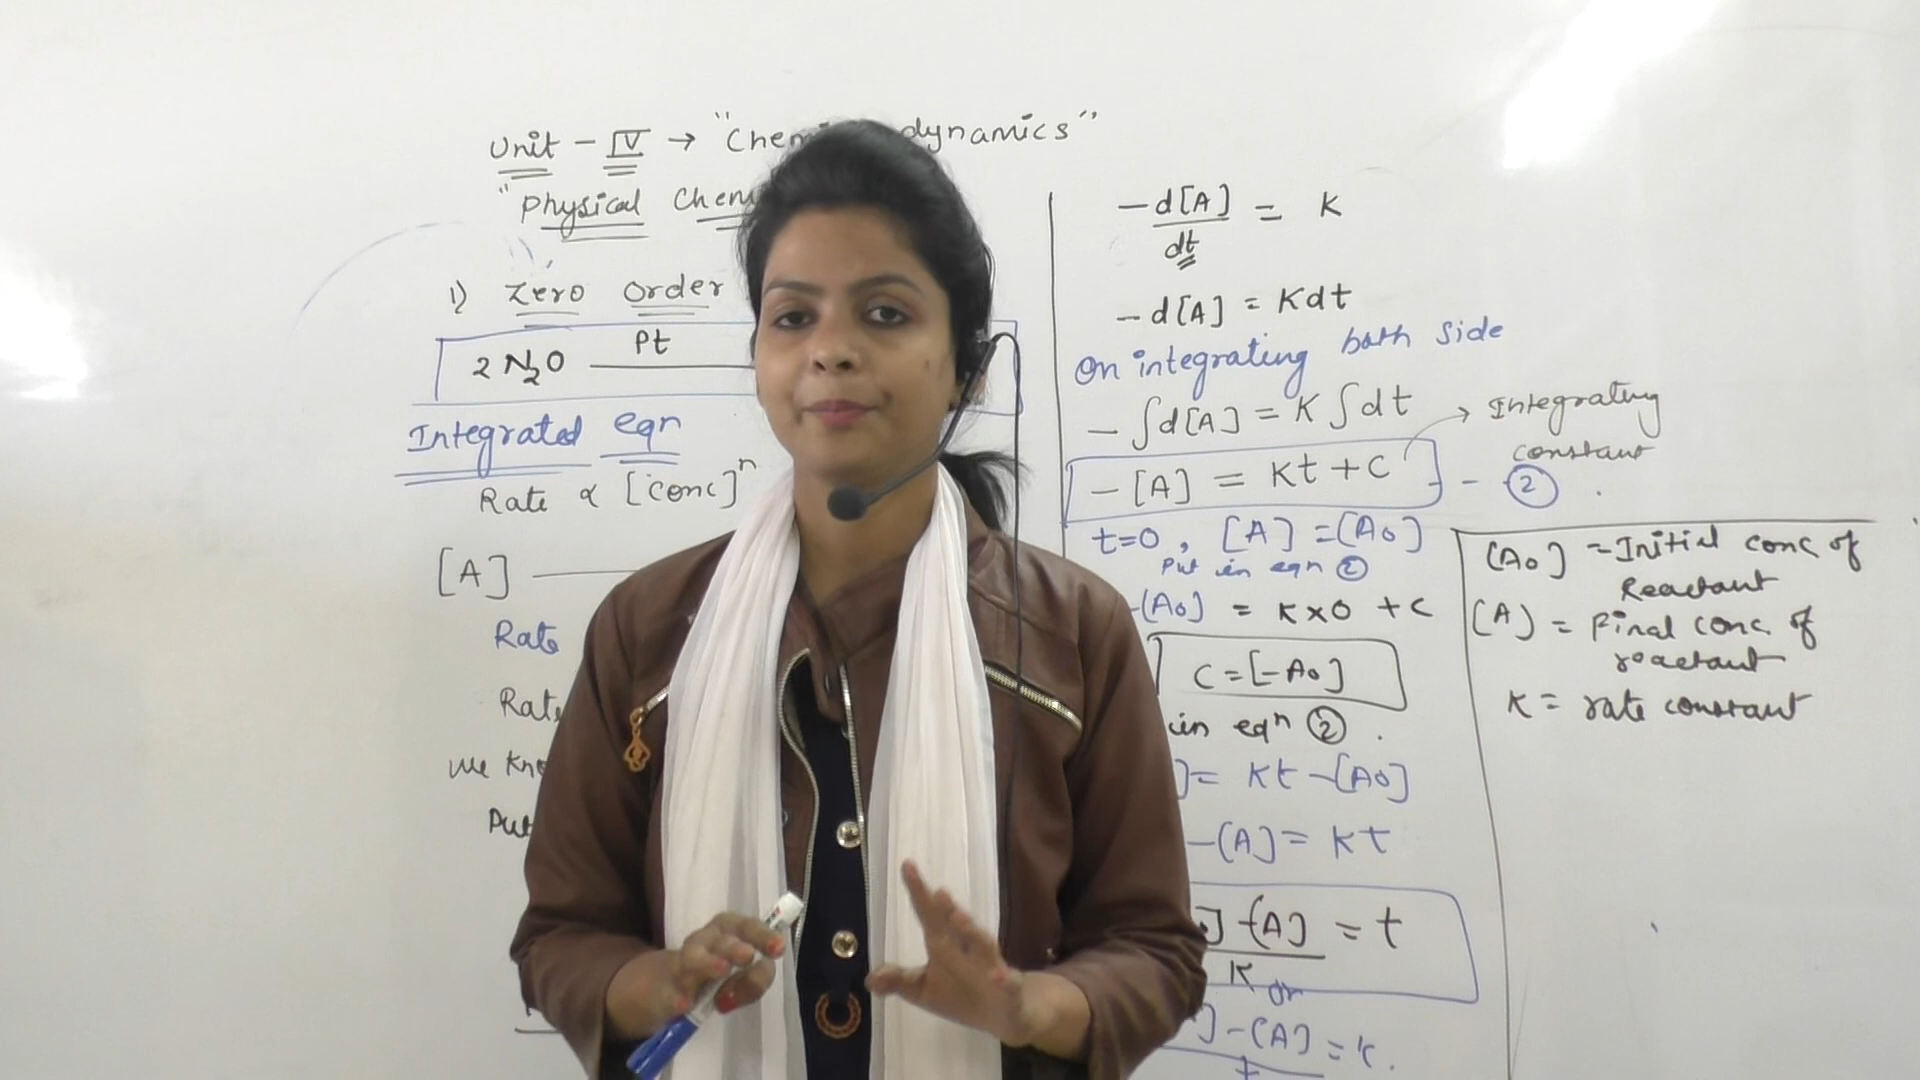 Unit - IV → "Chem dynamics"
"Physical Chem
1) Zero order
2 N2O Pt
Integrated eqn
Rate ∝ [conc]^n
[A]
Rate
Rate
we kno
Put
-d[A]/dt = K
-d[A] = Kdt
On integrating both side
-∫d[A] = K∫dt
→ Integrating constant
-[A] = Kt + C - ②
t=0, [A] = [A0]
Put in eqn ②
-[A0] = K×0 + C
C = [-A0]
in eqn ②.
]= Kt -[A0]
-[A] = Kt
] -[A]/K = t
or
] -[A]/t = K.
[A0] = Initial conc of
Reactant
[A] = Final conc of
reactant
K = rate constant